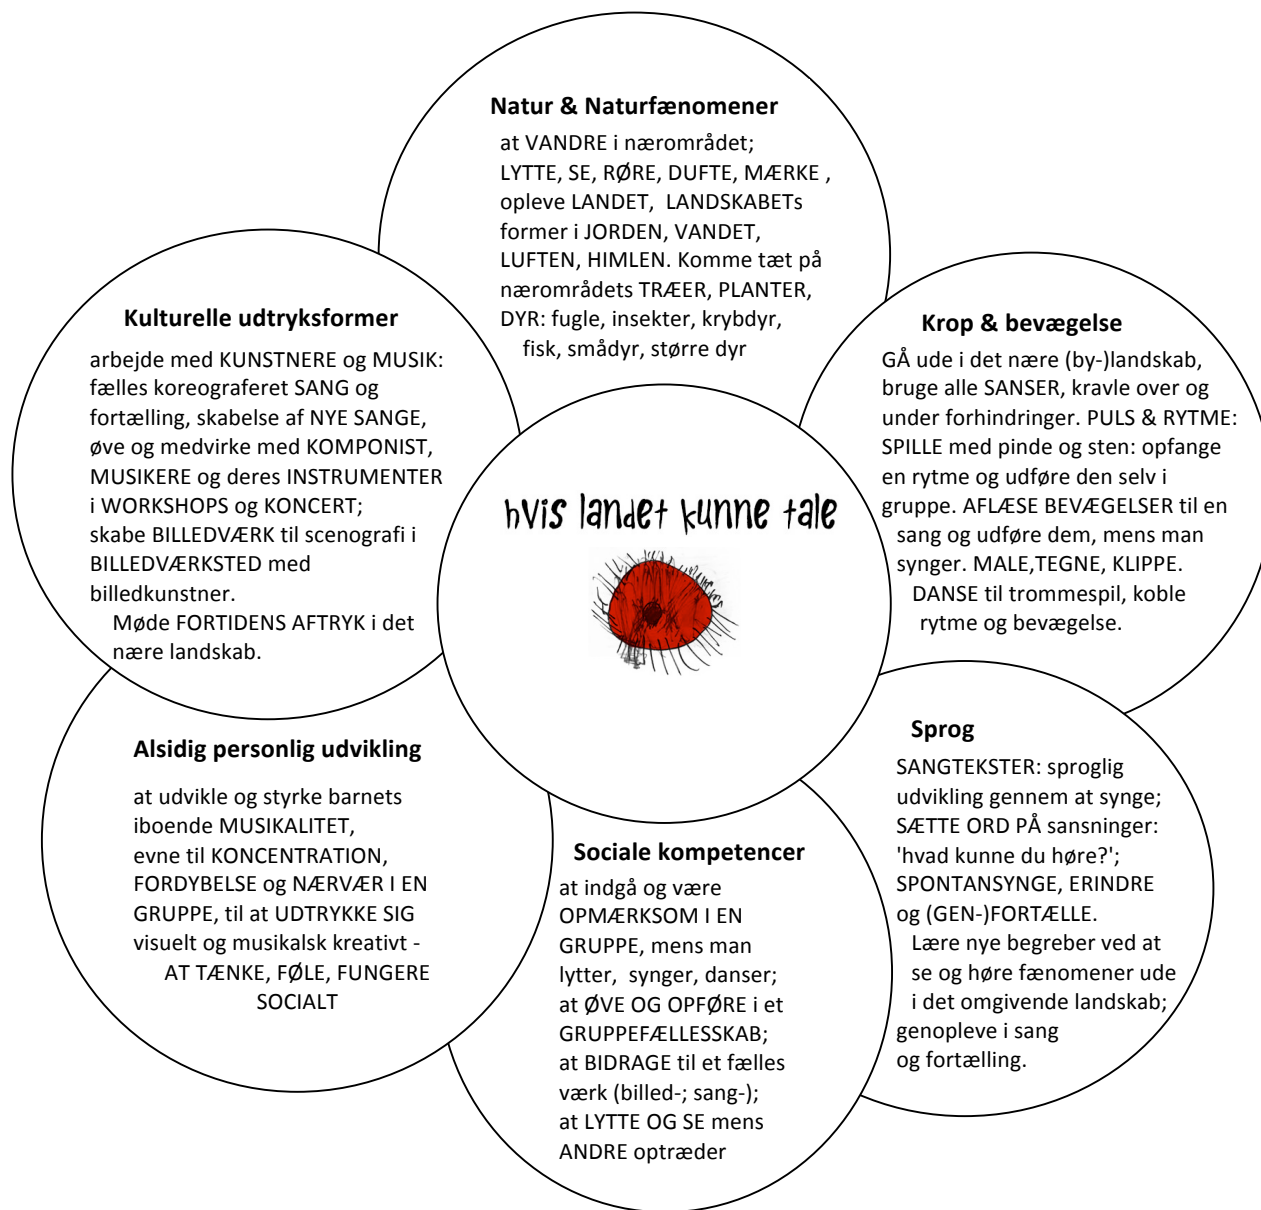 Natur & Naturfænomener
at VANDRE i nærområdet;
LYTTE, SE, RØRE, DUFTE, MÆRKE ,
opleve LANDET, LANDSKABETs
former i JORDEN, VANDET,
LUFTEN, HIMLEN. Komme tæt på
nærområdets TRÆER, PLANTER,
DYR: fugle, insekter, krybdyr,
fisk, smådyr, større dyr
Kulturelle udtryksformer
arbejde med KUNSTNERE og MUSIK:
fælles koreograferet SANG og
fortælling, skabelse af NYE SANGE,
øve og medvirke med KOMPONIST,
MUSIKERE og deres INSTRUMENTER
i WORKSHOPS og KONCERT;
skabe BILLEDVÆRK til scenografi i
BILLEDVÆRKSTED med
billedkunstner.
Møde FORTIDENS AFTRYK i det
nære landskab.
Krop & bevægelse
GÅ ude i det nære (by-)landskab,
bruge alle SANSER, kravle over og
under forhindringer. PULS & RYTME:
SPILLE med pinde og sten: opfange
en rytme og udføre den selv i
gruppe. AFLÆSE BEVÆGELSER til en
sang og udføre dem, mens man
synger. MALE,TEGNE, KLIPPE.
DANSE til trommespil, koble
rytme og bevægelse.
hvis landet kunne tale
Alsidig personlig udvikling
at udvikle og styrke barnets
iboende MUSIKALITET,
evne til KONCENTRATION,
FORDYBELSE og NÆRVÆR I EN
GRUPPE, til at UDTRYKKE SIG
visuelt og musikalsk kreativt -
AT TÆNKE, FØLE, FUNGERE
SOCIALT
Sociale kompetencer
at indgå og være
OPMÆRKSOM I EN
GRUPPE, mens man
lytter, synger, danser;
at ØVE OG OPFØRE i et
GRUPPEFÆLLESSKAB;
at BIDRAGE til et fælles
værk (billed-; sang-);
at LYTTE OG SE mens
ANDRE optræder
Sprog
SANGTEKSTER: sproglig
udvikling gennem at synge;
SÆTTE ORD PÅ sansninger:
'hvad kunne du høre?';
SPONTANSYNGE, ERINDRE
og (GEN-)FORTÆLLE.
Lære nye begreber ved at
se og høre fænomener ude
i det omgivende landskab;
genopleve i sang
og fortælling.